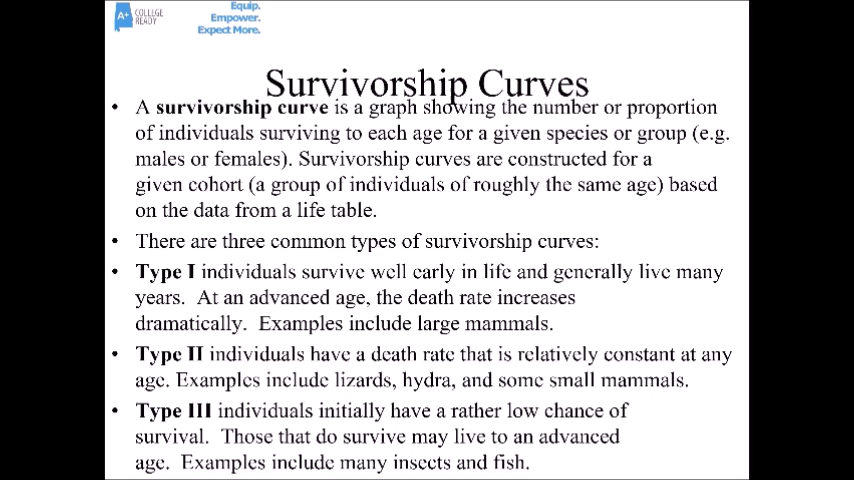 A+ COLLEGE
READY
Equip.
Empower.
Expect More.
Survivorship Curves
• A survivorship curve is a graph showing the number or proportion
of individuals surviving to each age for a given species or group (e.g.
males or females). Survivorship curves are constructed for a
given cohort (a group of individuals of roughly the same age) based
on the data from a life table.
• There are three common types of survivorship curves:
• Type I individuals survive well early in life and generally live many
years. At an advanced age, the death rate increases
dramatically. Examples include large mammals.
• Type II individuals have a death rate that is relatively constant at any
age. Examples include lizards, hydra, and some small mammals.
• Type III individuals initially have a rather low chance of
survival. Those that do survive may live to an advanced
age. Examples include many insects and fish.